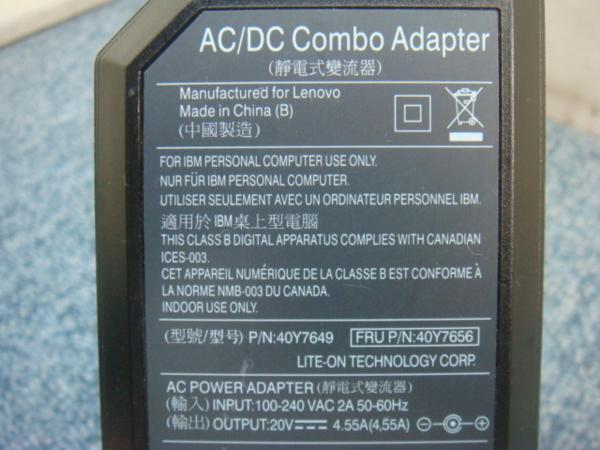 AC/DC Combo Adapter
(靜電式變流器)
Manufactured for Lenovo
Made in China (B)
(中國製造)
FOR IBM PERSONAL COMPUTER USE ONLY.
NUR FÜR IBM PERSONAL COMPUTER.
UTILISER SEULEMENT AVEC UN ORDINATEUR PERSONNEL IBM.
適用於 IBM桌上型電腦
THIS CLASS B DIGITAL APPARATUS COMPLIES WITH CANADIAN
ICES-003.
CET APPAREIL NUMÉRIQUE DE LA CLASSE B EST CONFORME À
LA NORME NMB-003 DU CANADA.
INDOOR USE ONLY.
(型號/型号) P/N:40Y7649 FRU P/N:40Y7656
LITE-ON TECHNOLOGY CORP.
AC POWER ADAPTER (靜電式變流器)
(輸入) INPUT:100-240 VAC 2A 50-60Hz
(輸出) OUTPUT:20V⎓ 4.55A(4,55A)